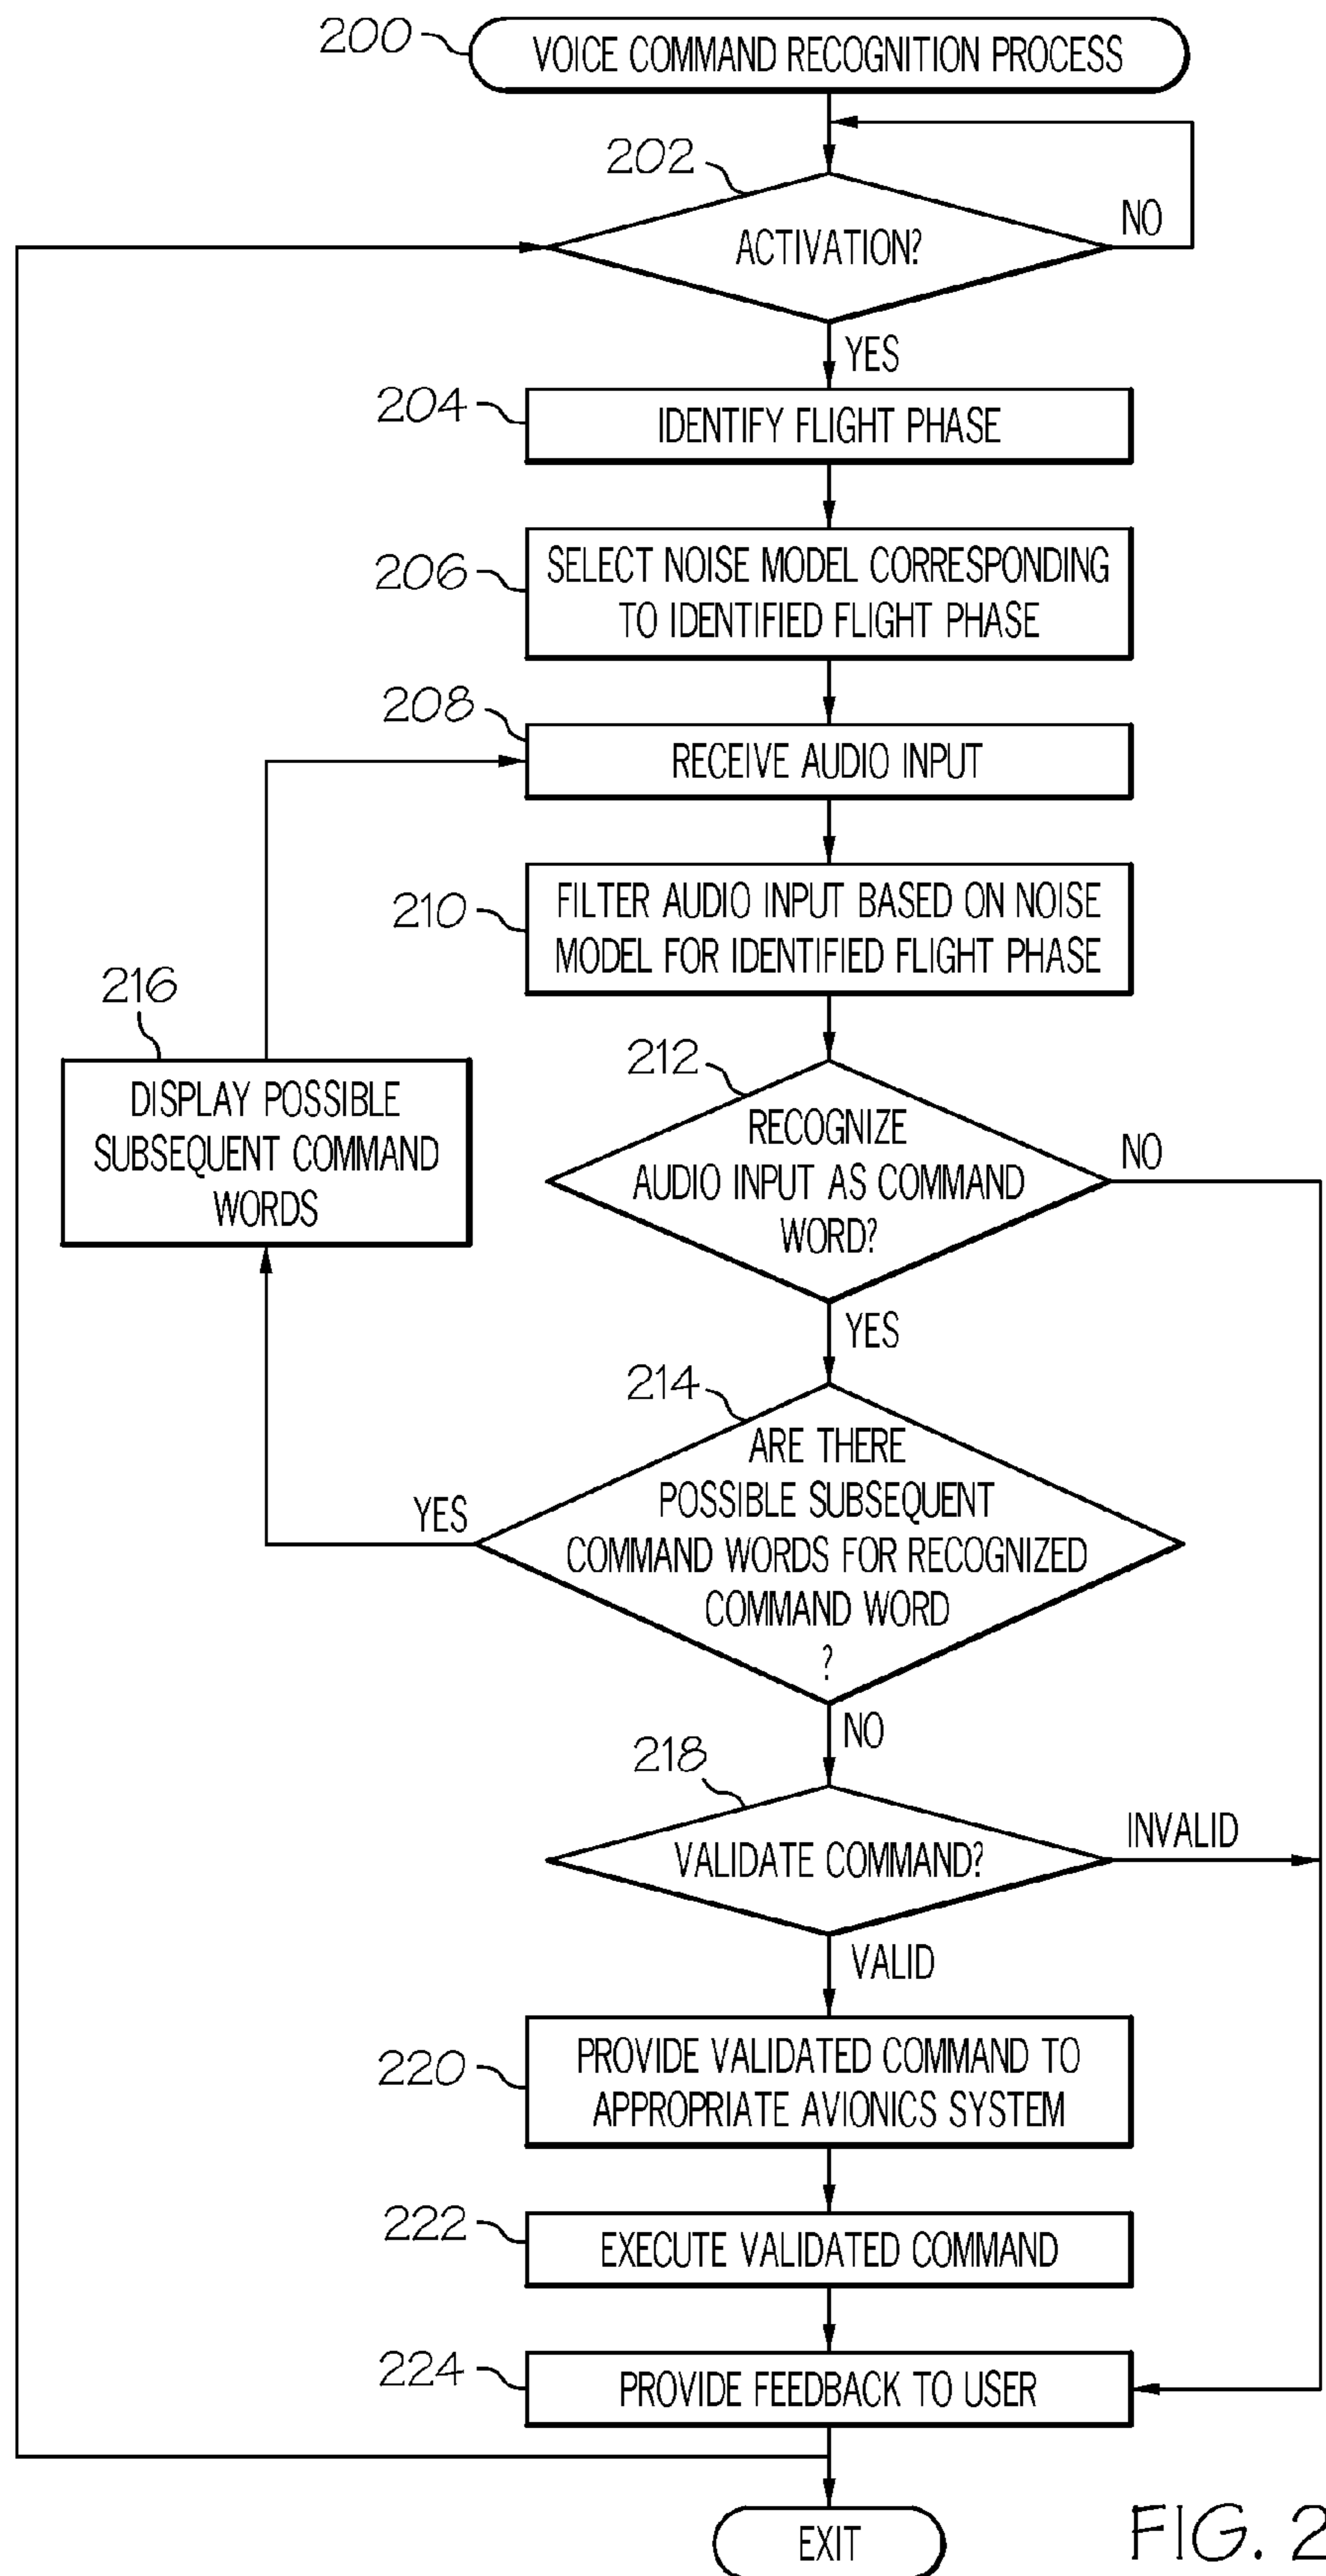 200
VOICE COMMAND RECOGNITION PROCESS
202
ACTIVATION?
NO
YES
204
IDENTIFY FLIGHT PHASE
206
SELECT NOISE MODEL CORRESPONDING
TO IDENTIFIED FLIGHT PHASE
208
RECEIVE AUDIO INPUT
210
FILTER AUDIO INPUT BASED ON NOISE
MODEL FOR IDENTIFIED FLIGHT PHASE
216
DISPLAY POSSIBLE
SUBSEQUENT COMMAND
WORDS
212
RECOGNIZE
AUDIO INPUT AS COMMAND
WORD?
NO
YES
214
ARE THERE
POSSIBLE SUBSEQUENT
COMMAND WORDS FOR RECOGNIZED
COMMAND WORD
?
YES
NO
218
VALIDATE COMMAND?
INVALID
VALID
220
PROVIDE VALIDATED COMMAND TO
APPROPRIATE AVIONICS SYSTEM
222
EXECUTE VALIDATED COMMAND
224
PROVIDE FEEDBACK TO USER
EXIT
FIG. 2